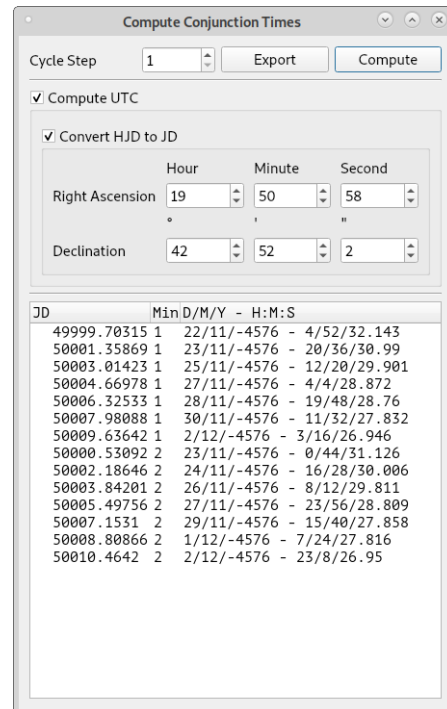 Compute Conjunction Times
Cycle Step 1 Export Compute
Compute UTC
Convert HJD to JD
Hour Minute Second
Right Ascension 19 50 58
° ' "
Declination 42 52 2
JD Min D/M/Y - H:M:S
49999.70315 1 22/11/-4576 - 4/52/32.143
50001.35869 1 23/11/-4576 - 20/36/30.99
50003.01423 1 25/11/-4576 - 12/20/29.901
50004.66978 1 27/11/-4576 - 4/4/28.872
50006.32533 1 28/11/-4576 - 19/48/28.76
50007.98088 1 30/11/-4576 - 11/32/27.832
50009.63642 1 2/12/-4576 - 3/16/26.946
50000.53092 2 23/11/-4576 - 0/44/31.126
50002.18646 2 24/11/-4576 - 16/28/30.006
50003.84201 2 26/11/-4576 - 8/12/29.811
50005.49756 2 27/11/-4576 - 23/56/28.809
50007.1531 2 29/11/-4576 - 15/40/27.858
50008.80866 2 1/12/-4576 - 7/24/27.816
50010.4642 2 2/12/-4576 - 23/8/26.95